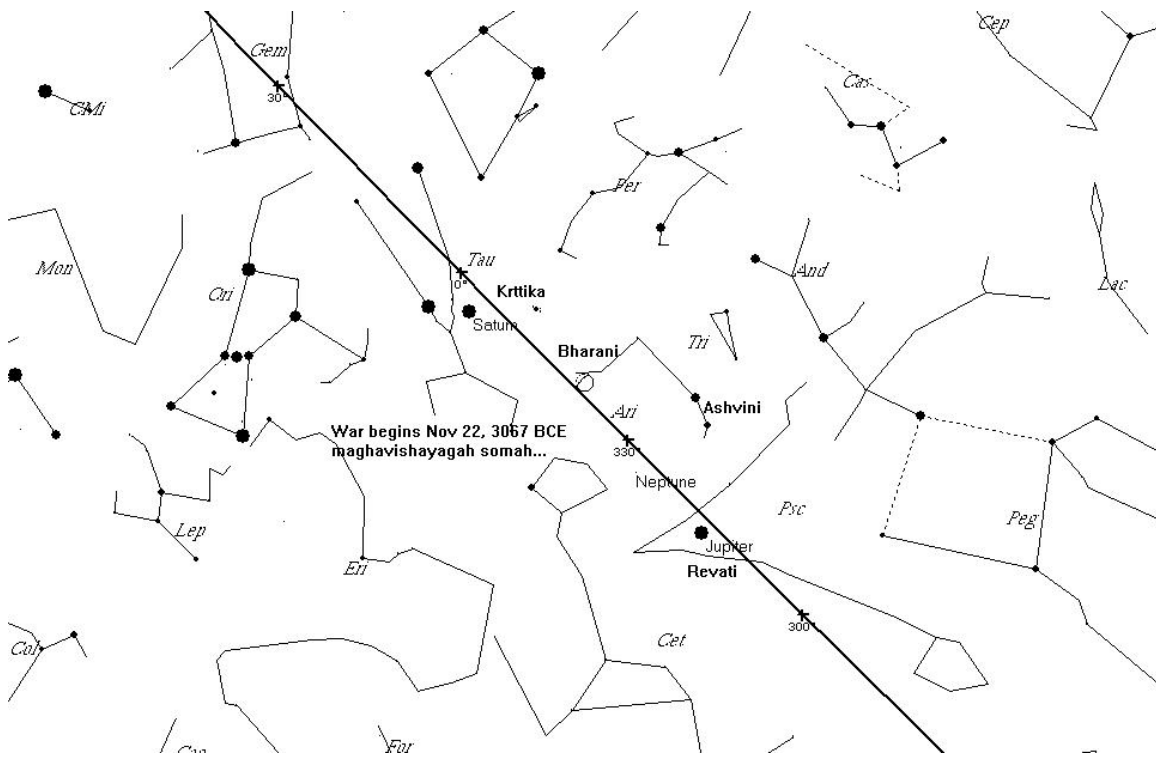 Gem
Cep
30°
CMi
Cas
Per
Mon
Tau
And
0°
Ori
Krttika
Lac
Saturn
Bharani
Tri
Ari
Ashvini
War begins Nov 22, 3067 BCE
maghavishayagah somah...
330°
Neptune
Psc
Peg
Lep
Jupiter
Eri
Revati
300°
Cet
Col
For